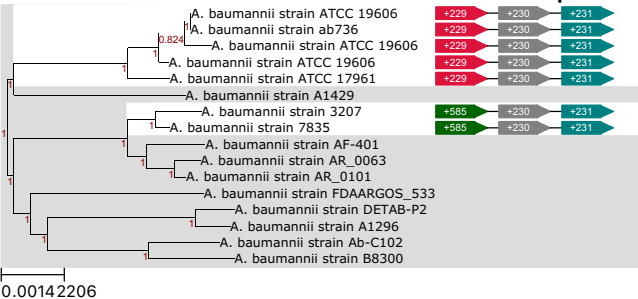 A. baumannii strain ATCC 19606 +229 +230 +231
A. baumannii strain ab736 +229 +230 +231
0.824 A. baumannii strain ATCC 19606 +229 +230 +231
1 A. baumannii strain ATCC 19606 +229 +230 +231
1 A. baumannii strain ATCC 17961 +229 +230 +231
1 A. baumannii strain A1429
A. baumannii strain 3207 +585 +230 +231
1 A. baumannii strain 7835 +585 +230 +231
1
1 A. baumannii strain AF-401
1 A. baumannii strain AR_0063
1 A. baumannii strain AR_0101
1 A. baumannii strain FDAARGOS_533
A. baumannii strain DETAB-P2
1 1 A. baumannii strain A1296
1 A. baumannii strain Ab-C102
1 A. baumannii strain B8300
0.00142206